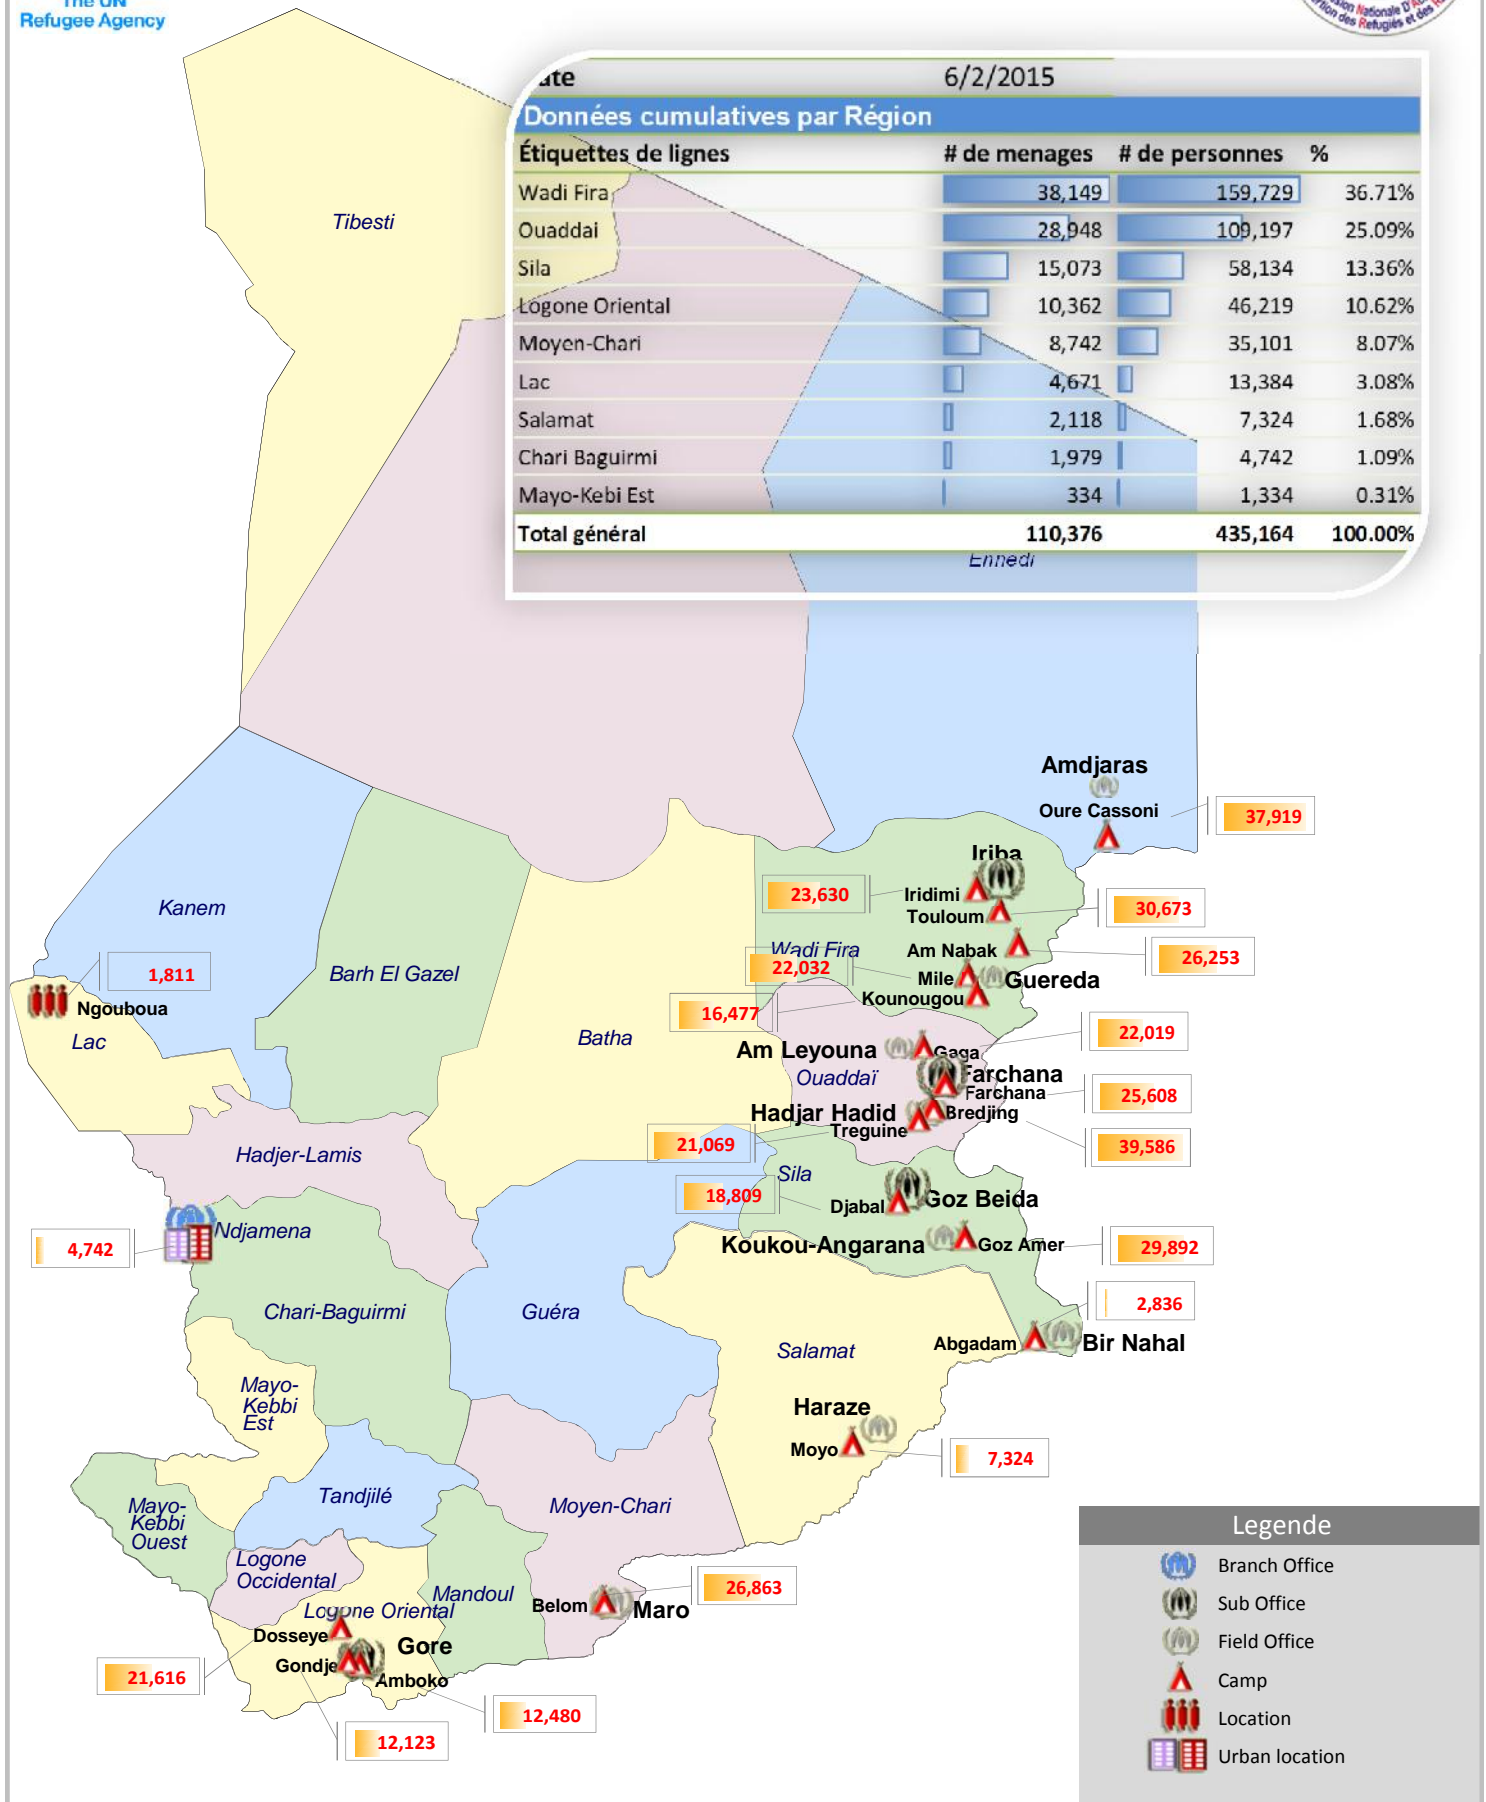 The UN
Refugee Agency
Nationale
des Refugiés et des
6/2/2015
Données cumulatives par Région
Étiquettes de lignes # de menages # de personnes %
Wadi Fira 38,149 159,729 36.71%
Ouaddai 28,948 109,197 25.09%
Sila 15,073 58,134 13.36%
Logone Oriental 10,362 46,219 10.62%
Moyen-Chari 8,742 35,101 8.07%
Lac 4,671 13,384 3.08%
Salamat 2,118 7,324 1.68%
Chari Baguirmi 1,979 4,742 1.09%
Mayo-Kebi Est 334 1,334 0.31%
Total général 110,376 435,164 100.00%
Tibesti
Ennedi
Amdjaras
Oure Cassoni
37,919
Iriba
23,630
Iridimi
Touloum
30,673
Kanem
Wadi Fira
Am Nabak
26,253
1,811
Barh El Gazel
22,032
Mile
Guereda
Ngouboua
Kounougou
16,477
Lac
Batha
22,019
Am Leyouna
Gaga
Ouaddaï
Farchana
Farchana
25,608
Hadjar Hadid
Bredjing
Treguine
21,069
39,586
Hadjer-Lamis
Sila
18,809
Djabal
Goz Beida
Ndjamena
4,742
Koukou-Angarana
Goz Amer
29,892
Chari-Baguirmi
Guéra
2,836
Salamat
Abgadam
Bir Nahal
Mayo-
Kebbi
Est
Haraze
Moyo
7,324
Tandjilé
Moyen-Chari
Mayo-
Kebbi
Ouest
Logone
Occidental
Mandoul
26,863
Belom
Maro
Logone Oriental
Dosseye
Gore
Gondje
Amboko
21,616
12,480
12,123
Legende
Branch Office
Sub Office
Field Office
Camp
Location
Urban location